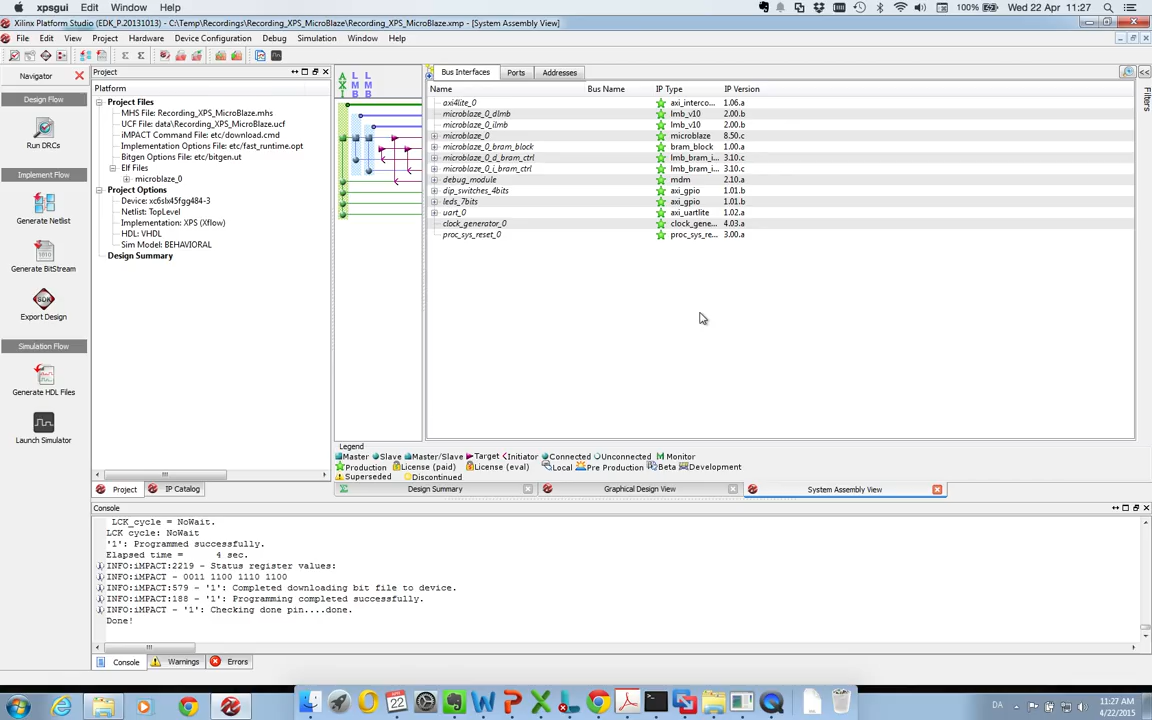 xpsgui Edit Window Help
100% Wed 22 Apr 11:27
Xilinx Platform Studio (EDK_P.20131013) - C:\Temp\Recordings\Recording_XPS_MicroBlaze\Recording_XPS_MicroBlaze.xmp - [System Assembly View]
File Edit View Project Hardware Device Configuration Debug Simulation Window Help
Navigator
Design Flow
Run DRCs
Implement Flow
Generate Netlist
Generate BitStream
SDK
Export Design
Simulation Flow
Generate HDL Files
Launch Simulator
Project
Platform
Project Files
MHS File: Recording_XPS_MicroBlaze.mhs
UCF File: data\Recording_XPS_MicroBlaze.ucf
iMPACT Command File: etc/download.cmd
Implementation Options File: etc/fast_runtime.opt
Bitgen Options File: etc/bitgen.ut
Elf Files
microblaze_0
Project Options
Device: xc6slx45fgg484-3
Netlist: TopLevel
Implementation: XPS (Xflow)
HDL: VHDL
Sim Model: BEHAVIORAL
Design Summary
Project IP Catalog
AXI
LMB
LMB
Bus Interfaces Ports Addresses
Name Bus Name IP Type IP Version
axi4lite_0 axi_interco... 1.06.a
microblaze_0_dlmb lmb_v10 2.00.b
microblaze_0_ilmb lmb_v10 2.00.b
microblaze_0 microblaze 8.50.c
microblaze_0_bram_block bram_block 1.00.a
microblaze_0_d_bram_ctrl lmb_bram_i... 3.10.c
microblaze_0_i_bram_ctrl lmb_bram_i... 3.10.c
debug_module mdm 2.10.a
dip_switches_4bits axi_gpio 1.01.b
leds_7bits axi_gpio 1.01.b
uart_0 axi_uartlite 1.02.a
clock_generator_0 clock_gene... 4.03.a
proc_sys_reset_0 proc_sys_re... 3.00.a
Filters
Legend
Master Slave Master/Slave Target Initiator Connected Unconnected M Monitor
Production License (paid) License (eval) Local Pre Production Beta Development
Superseded Discontinued
Design Summary Graphical Design View System Assembly View
Console
LCK_cycle = NoWait.
LCK cycle: NoWait
'1': Programmed successfully.
Elapsed time = 4 sec.
INFO:iMPACT:2219 - Status register values:
INFO:iMPACT - 0011 1100 1110 1100
INFO:iMPACT:579 - '1': Completed downloading bit file to device.
INFO:iMPACT:188 - '1': Programming completed successfully.
INFO:iMPACT - '1': Checking done pin....done.
Done!
Console Warnings Errors
DA
11:27 AM
4/22/2015